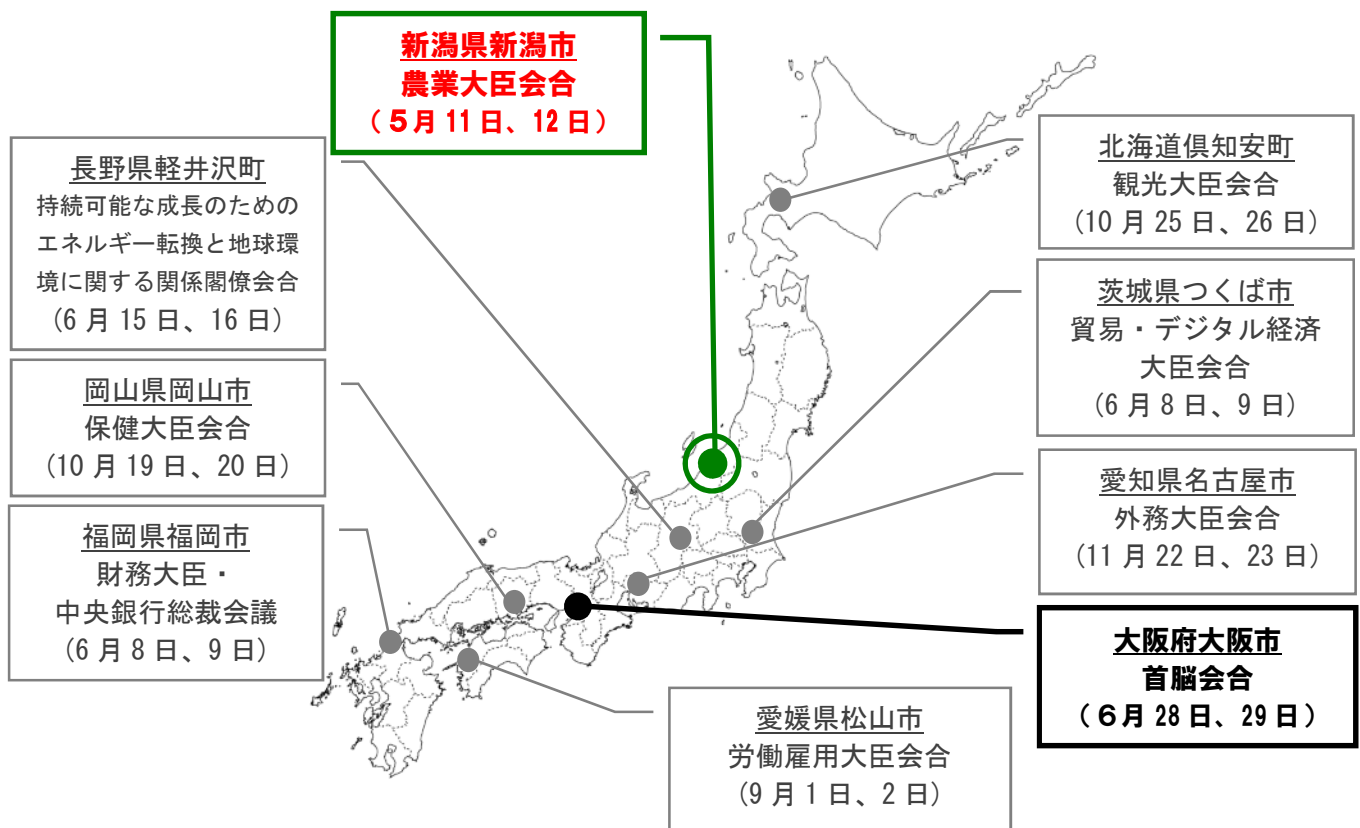 新潟県新潟市
農業大臣会合
（５月 11 日、12 日）
長野県軽井沢町
持続可能な成長のための
エネルギー転換と地球環
境に関する関係閣僚会合
(6 月 15 日、16 日)
岡山県岡山市
保健大臣会合
(10 月 19 日、20 日)
福岡県福岡市
財務大臣・
中央銀行総裁会議
(6 月 8 日、9 日)
北海道倶知安町
観光大臣会合
(10 月 25 日、26 日)
茨城県つくば市
貿易・デジタル経済
大臣会合
(6 月 8 日、9 日)
愛知県名古屋市
外務大臣会合
(11 月 22 日、23 日)
大阪府大阪市
首脳会合
（６月 28 日、29 日）
愛媛県松山市
労働雇用大臣会合
(9 月 1 日、2 日)